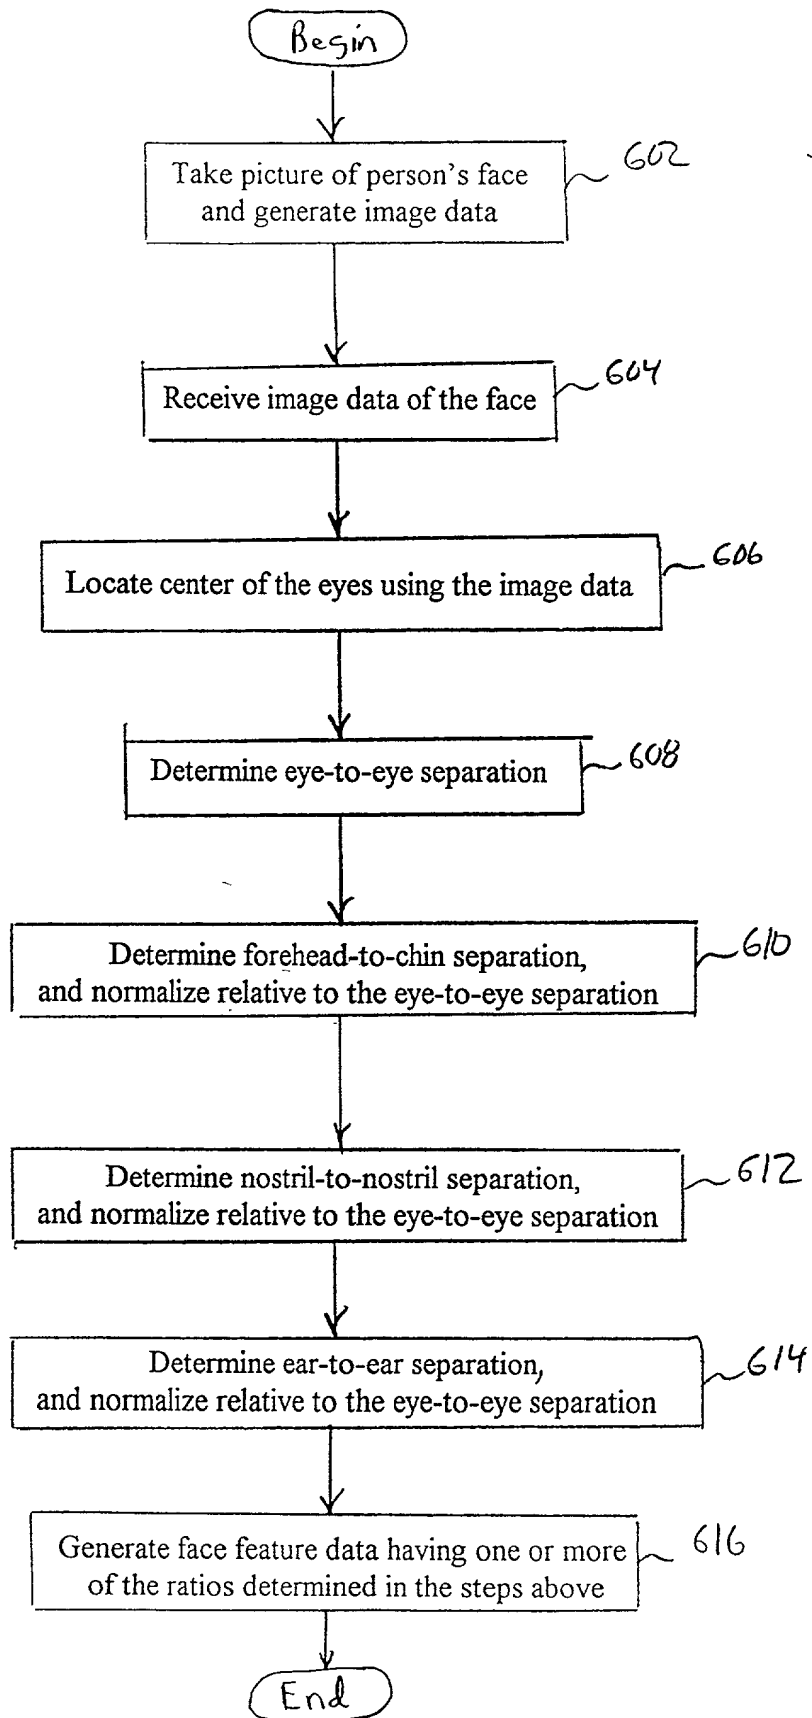 Begin
Take picture of person's face
and generate image data
602
Receive image data of the face
604
Locate center of the eyes using the image data
606
Determine eye-to-eye separation
608
Determine forehead-to-chin separation,
and normalize relative to the eye-to-eye separation
610
Determine nostril-to-nostril separation,
and normalize relative to the eye-to-eye separation
612
Determine ear-to-ear separation,
and normalize relative to the eye-to-eye separation
614
Generate face feature data having one or more
of the ratios determined in the steps above
616
End